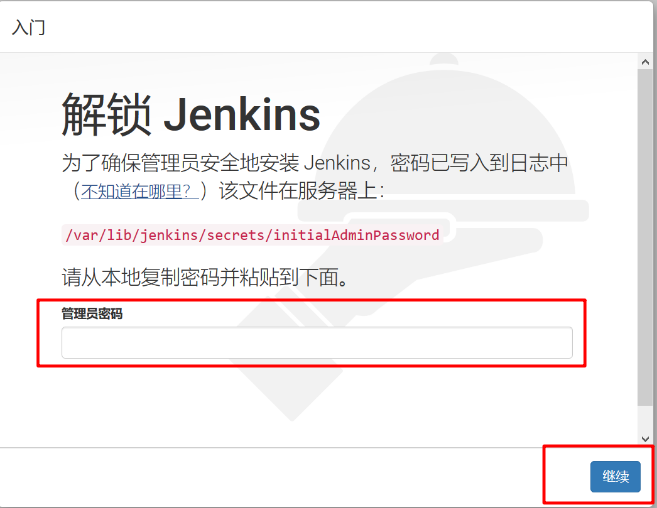 入门
解锁 Jenkins
为了确保管理员安全地安装 Jenkins，密码已写入到日志中
（不知道在哪里？）该文件在服务器上：
/var/lib/jenkins/secrets/initialAdminPassword
请从本地复制密码并粘贴到下面。
管理员密码
继续